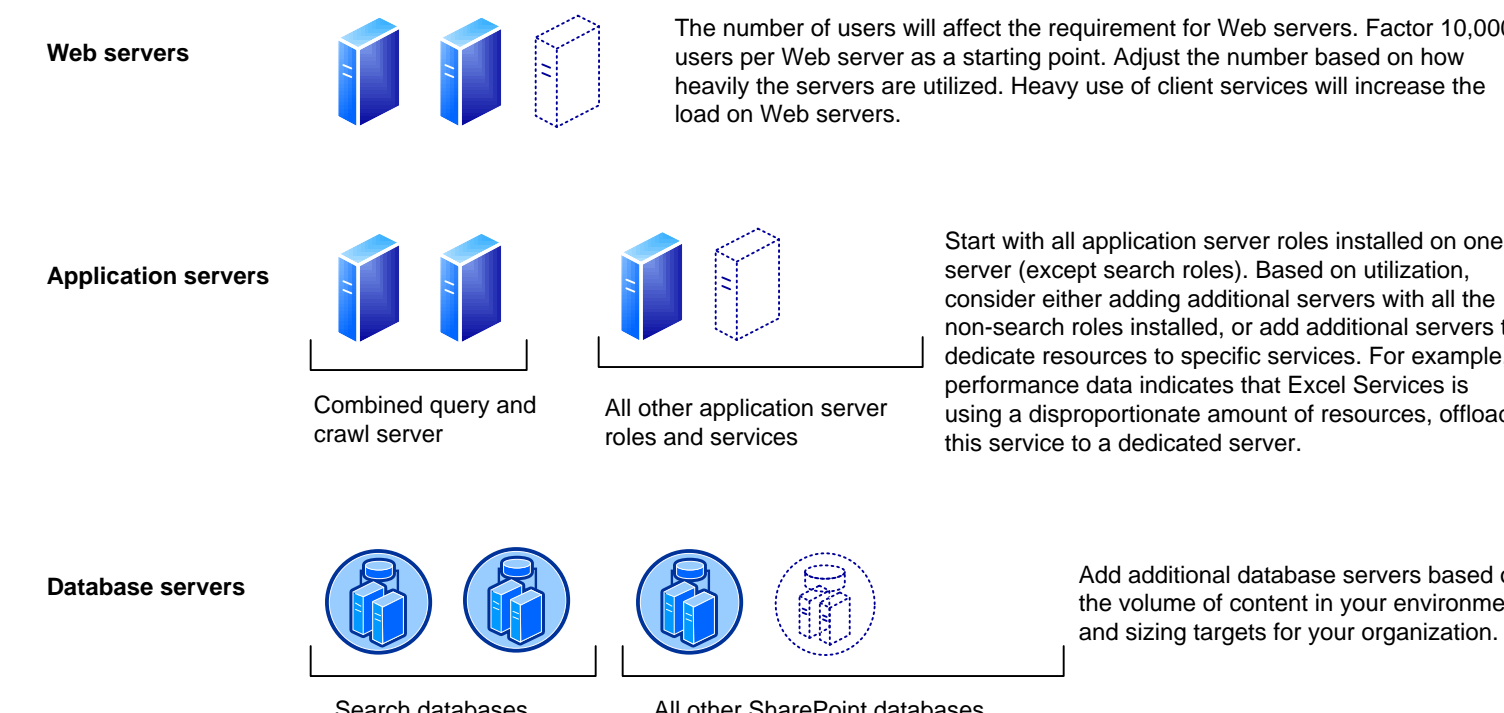 Web servers
The number of users will affect the requirement for Web servers. Factor 10,000
users per Web server as a starting point. Adjust the number based on how
heavily the servers are utilized. Heavy use of client services will increase the
load on Web servers.
Application servers
Combined query and
crawl server
All other application server
roles and services
Start with all application server roles installed on one
server (except search roles). Based on utilization,
consider either adding additional servers with all the
non-search roles installed, or add additional servers
dedicate resources to specific services. For example
performance data indicates that Excel Services is
using a disproportionate amount of resources, offload
this service to a dedicated server.
Database servers
Search databases
All other SharePoint databases
Add additional database servers based
the volume of content in your
and sizing targets for your organization.